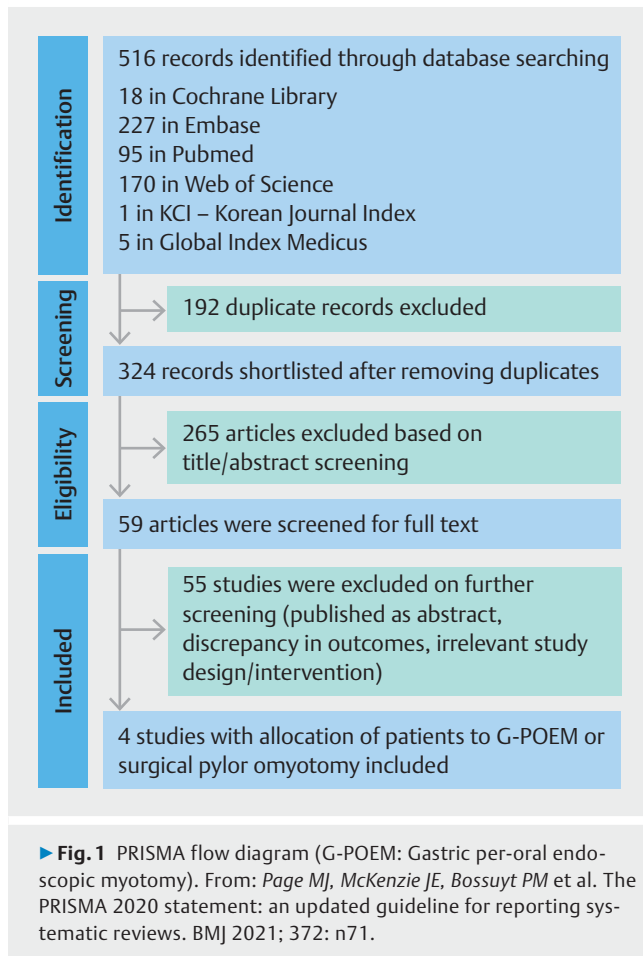 Identification
516 records identified through database searching
18 in Cochrane Library
227 in Embase
95 in Pubmed
170 in Web of Science
1 in KCI – Korean Journal Index
5 in Global Index Medicus
Screening
192 duplicate records excluded
324 records shortlisted after removing duplicates
Eligibility
265 articles excluded based on
title/abstract screening
59 articles were screened for full text
Included
55 studies were excluded on further
screening (published as abstract,
discrepancy in outcomes, irrelevant study
design/intervention)
4 studies with allocation of patients to G-POEM or
surgical pylor omyotomy included
►Fig. 1 PRISMA flow diagram (G-POEM: Gastric per-oral endo-
scopic myotomy). From: Page MJ, McKenzie JE, Bossuyt PM et al. The
PRISMA 2020 statement: an updated guideline for reporting sys-
tematic reviews. BMJ 2021; 372: n71.